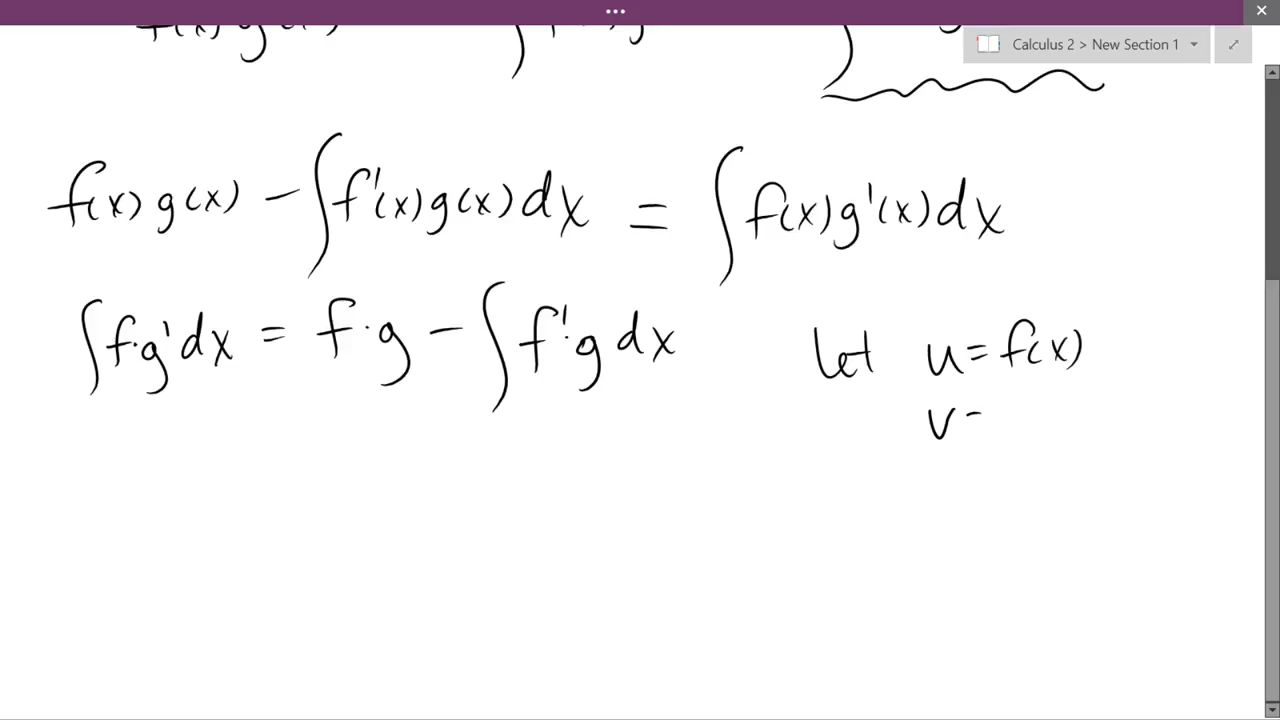 Calculus 2 > New Section 1
f(x) g(x) - ∫ f'(x) g(x) dx = ∫ f(x) g'(x) dx
∫ f·g' dx = f·g - ∫ f'·g dx
let u = f(x)
v =